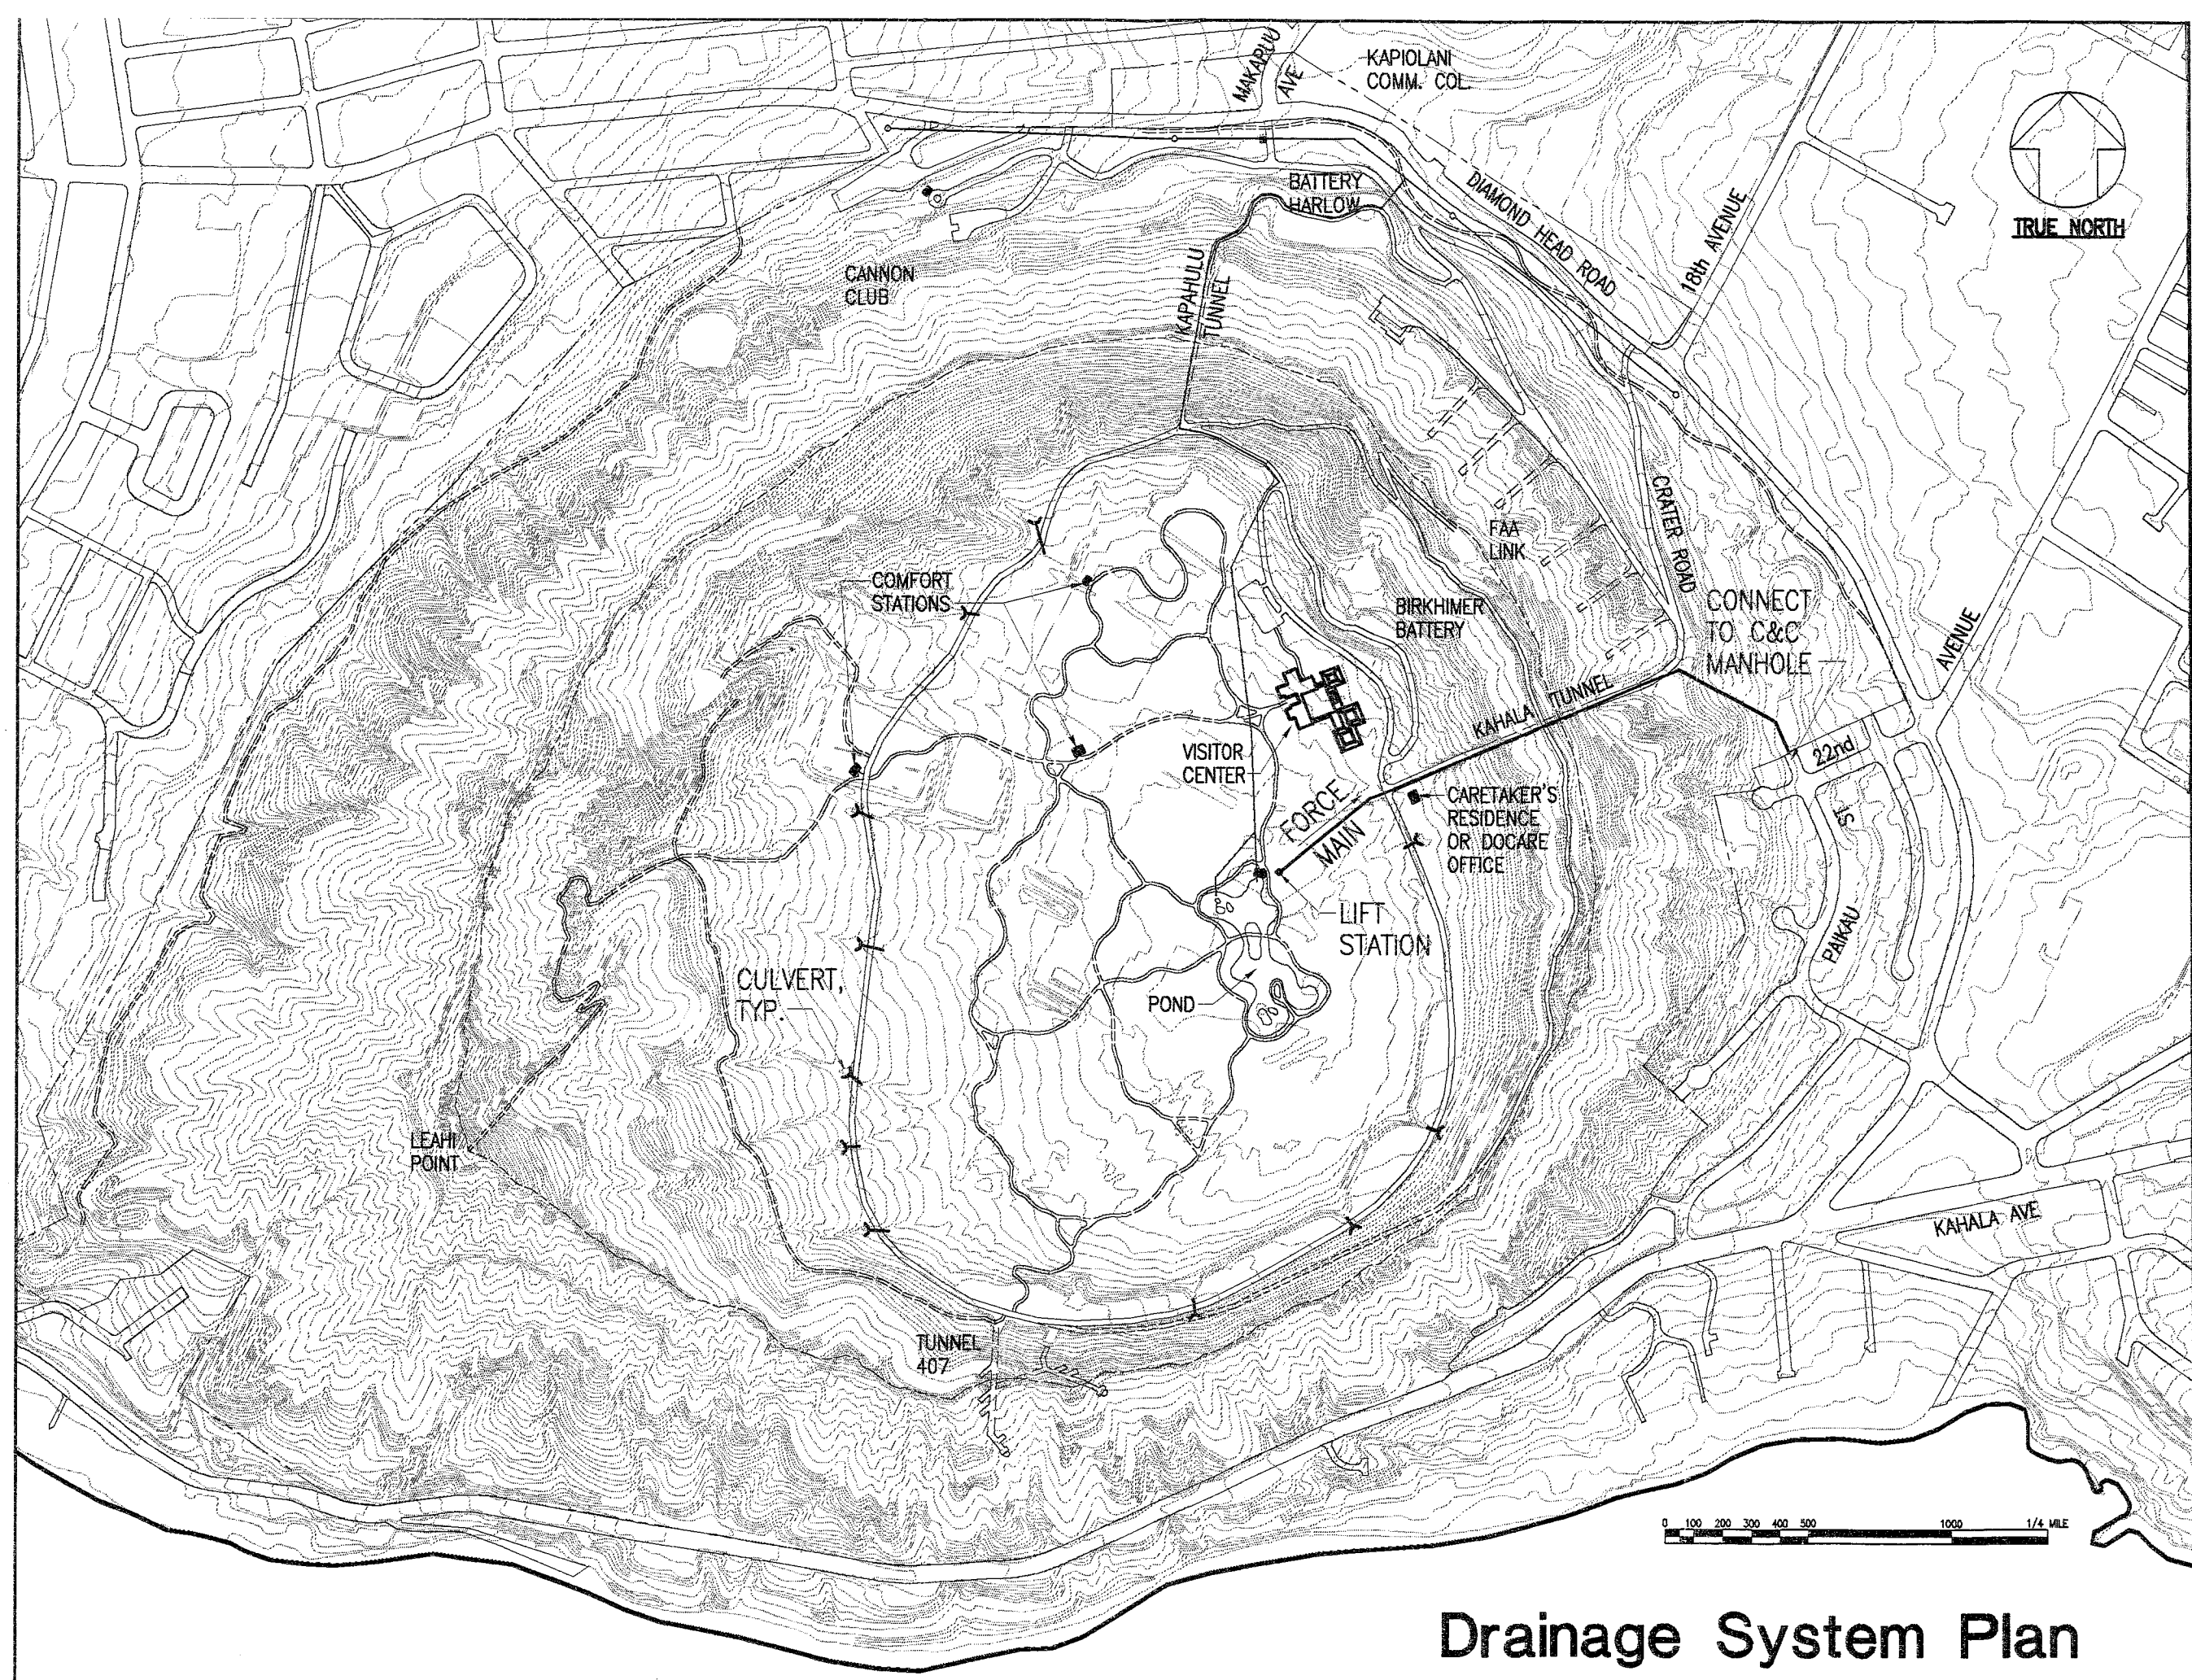 MAKAPUU
AVE
KAPIOLANI
COMM. COL.
TRUE NORTH
BATTERY
HARLOW
DIAMOND HEAD ROAD
18th AVENUE
CANNON
CLUB
KAPAHULU
TUNNEL
CRATER ROAD
FAA
LINK
COMFORT
STATIONS
BIRKHIMER
BATTERY
CONNECT
TO C&C
MANHOLE
AVENUE
KAHALA TUNNEL
22nd
VISITOR
CENTER
FORCE
MAIN
CARETAKER'S
RESIDENCE
OR DOCARE
OFFICE
ST
LIFT
STATION
PAIKAU
CULVERT,
TYP.
POND
LEAHI
POINT
KAHALA AVE
TUNNEL
407
0 100 200 300 400 500 1000 1/4 MILE
Drainage System Plan